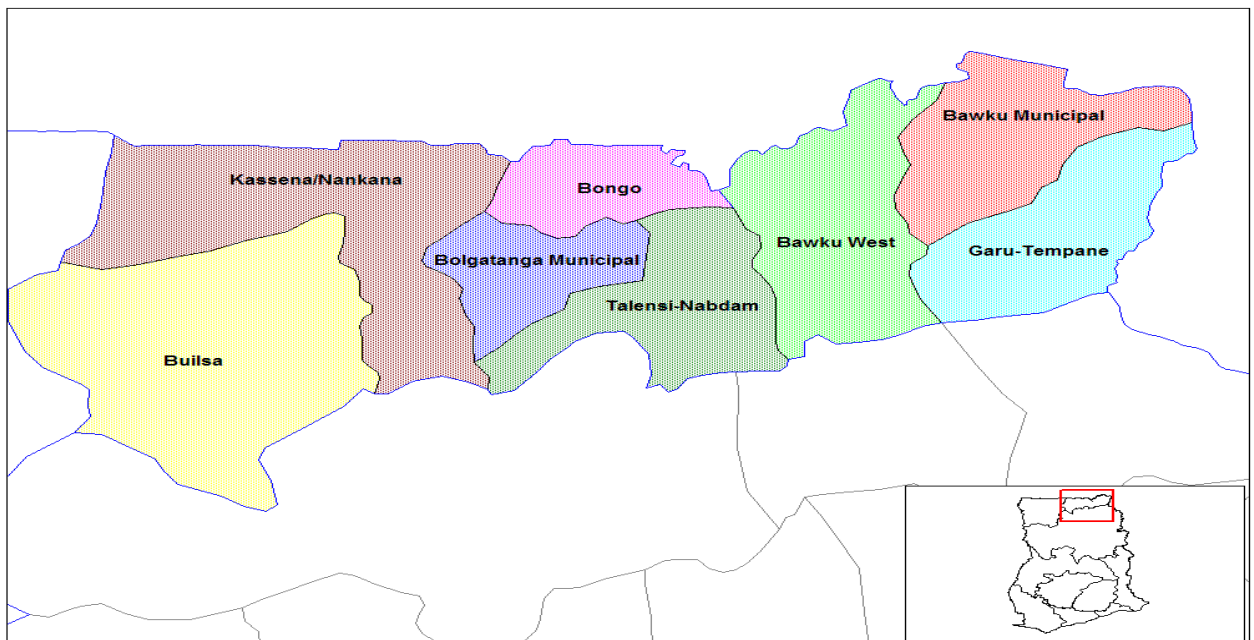 Bawku Municipal
Kassena/Nankana
Bongo
Bawku West
Garu-Tempane
Bolgatanga Municipal
Talensi-Nabdam
Builsa